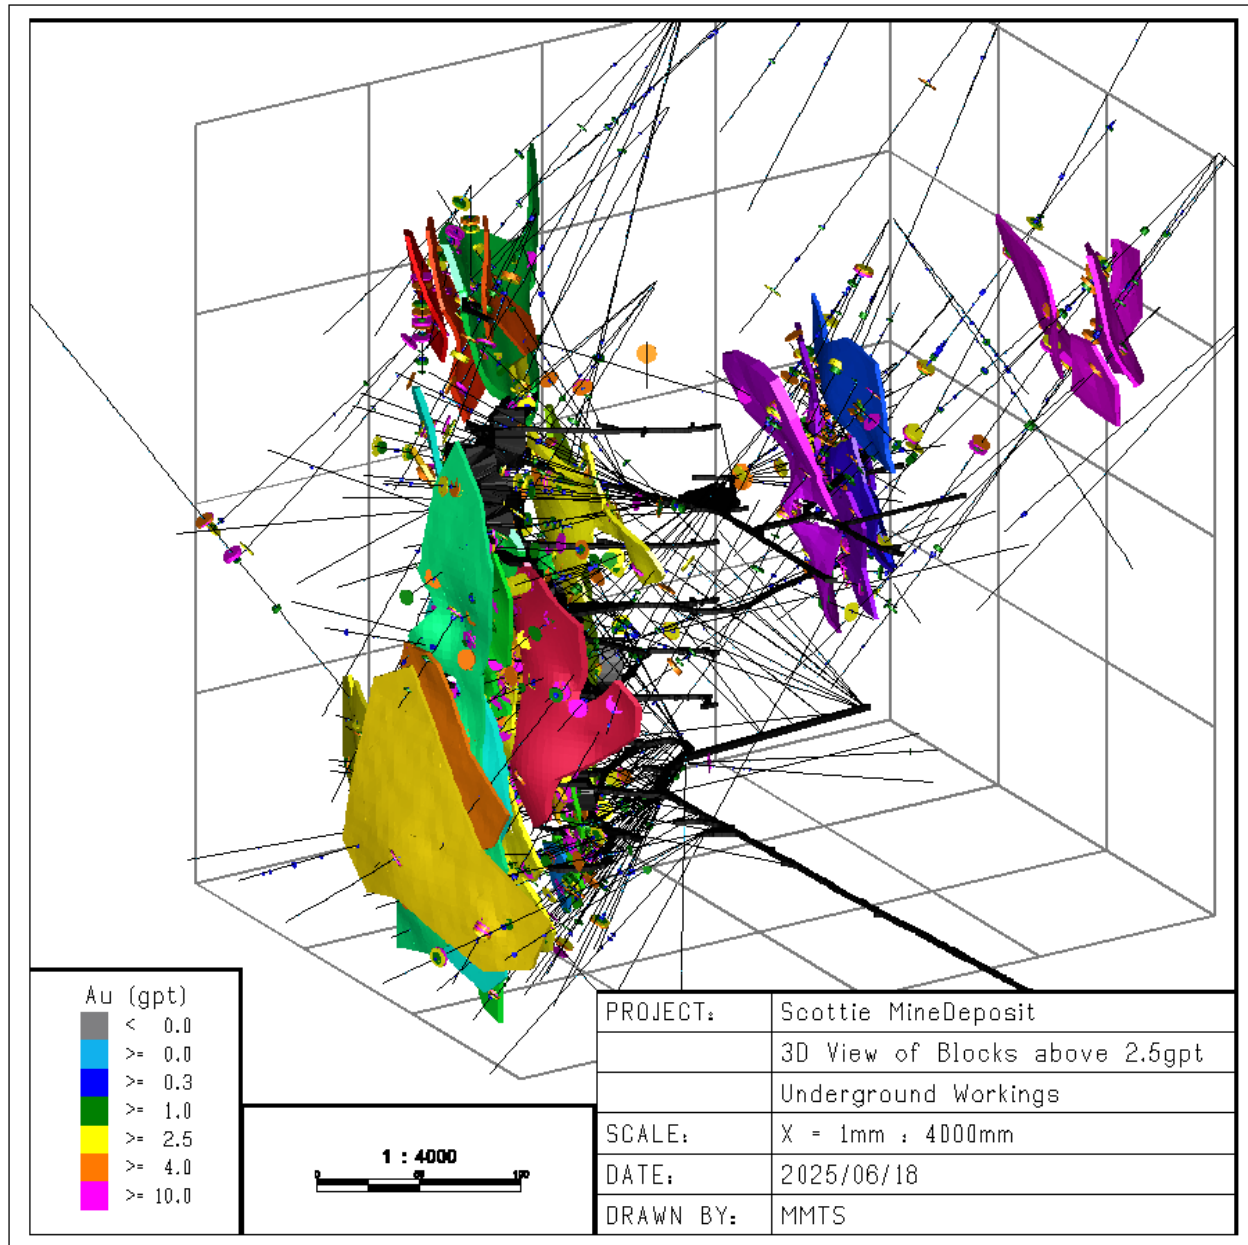 Au (gpt)
< 0.0
>= 0.0
>= 0.3
>= 1.0
>= 2.5
>= 4.0
>= 10.0
1 : 4000
0
PROJECT: Scottie MineDeposit
3D View of Blocks above 2.5gpt
Underground Workings
SCALE: X = 1mm : 4000mm
DATE: 2025/06/18
DRAWN BY: MMTS